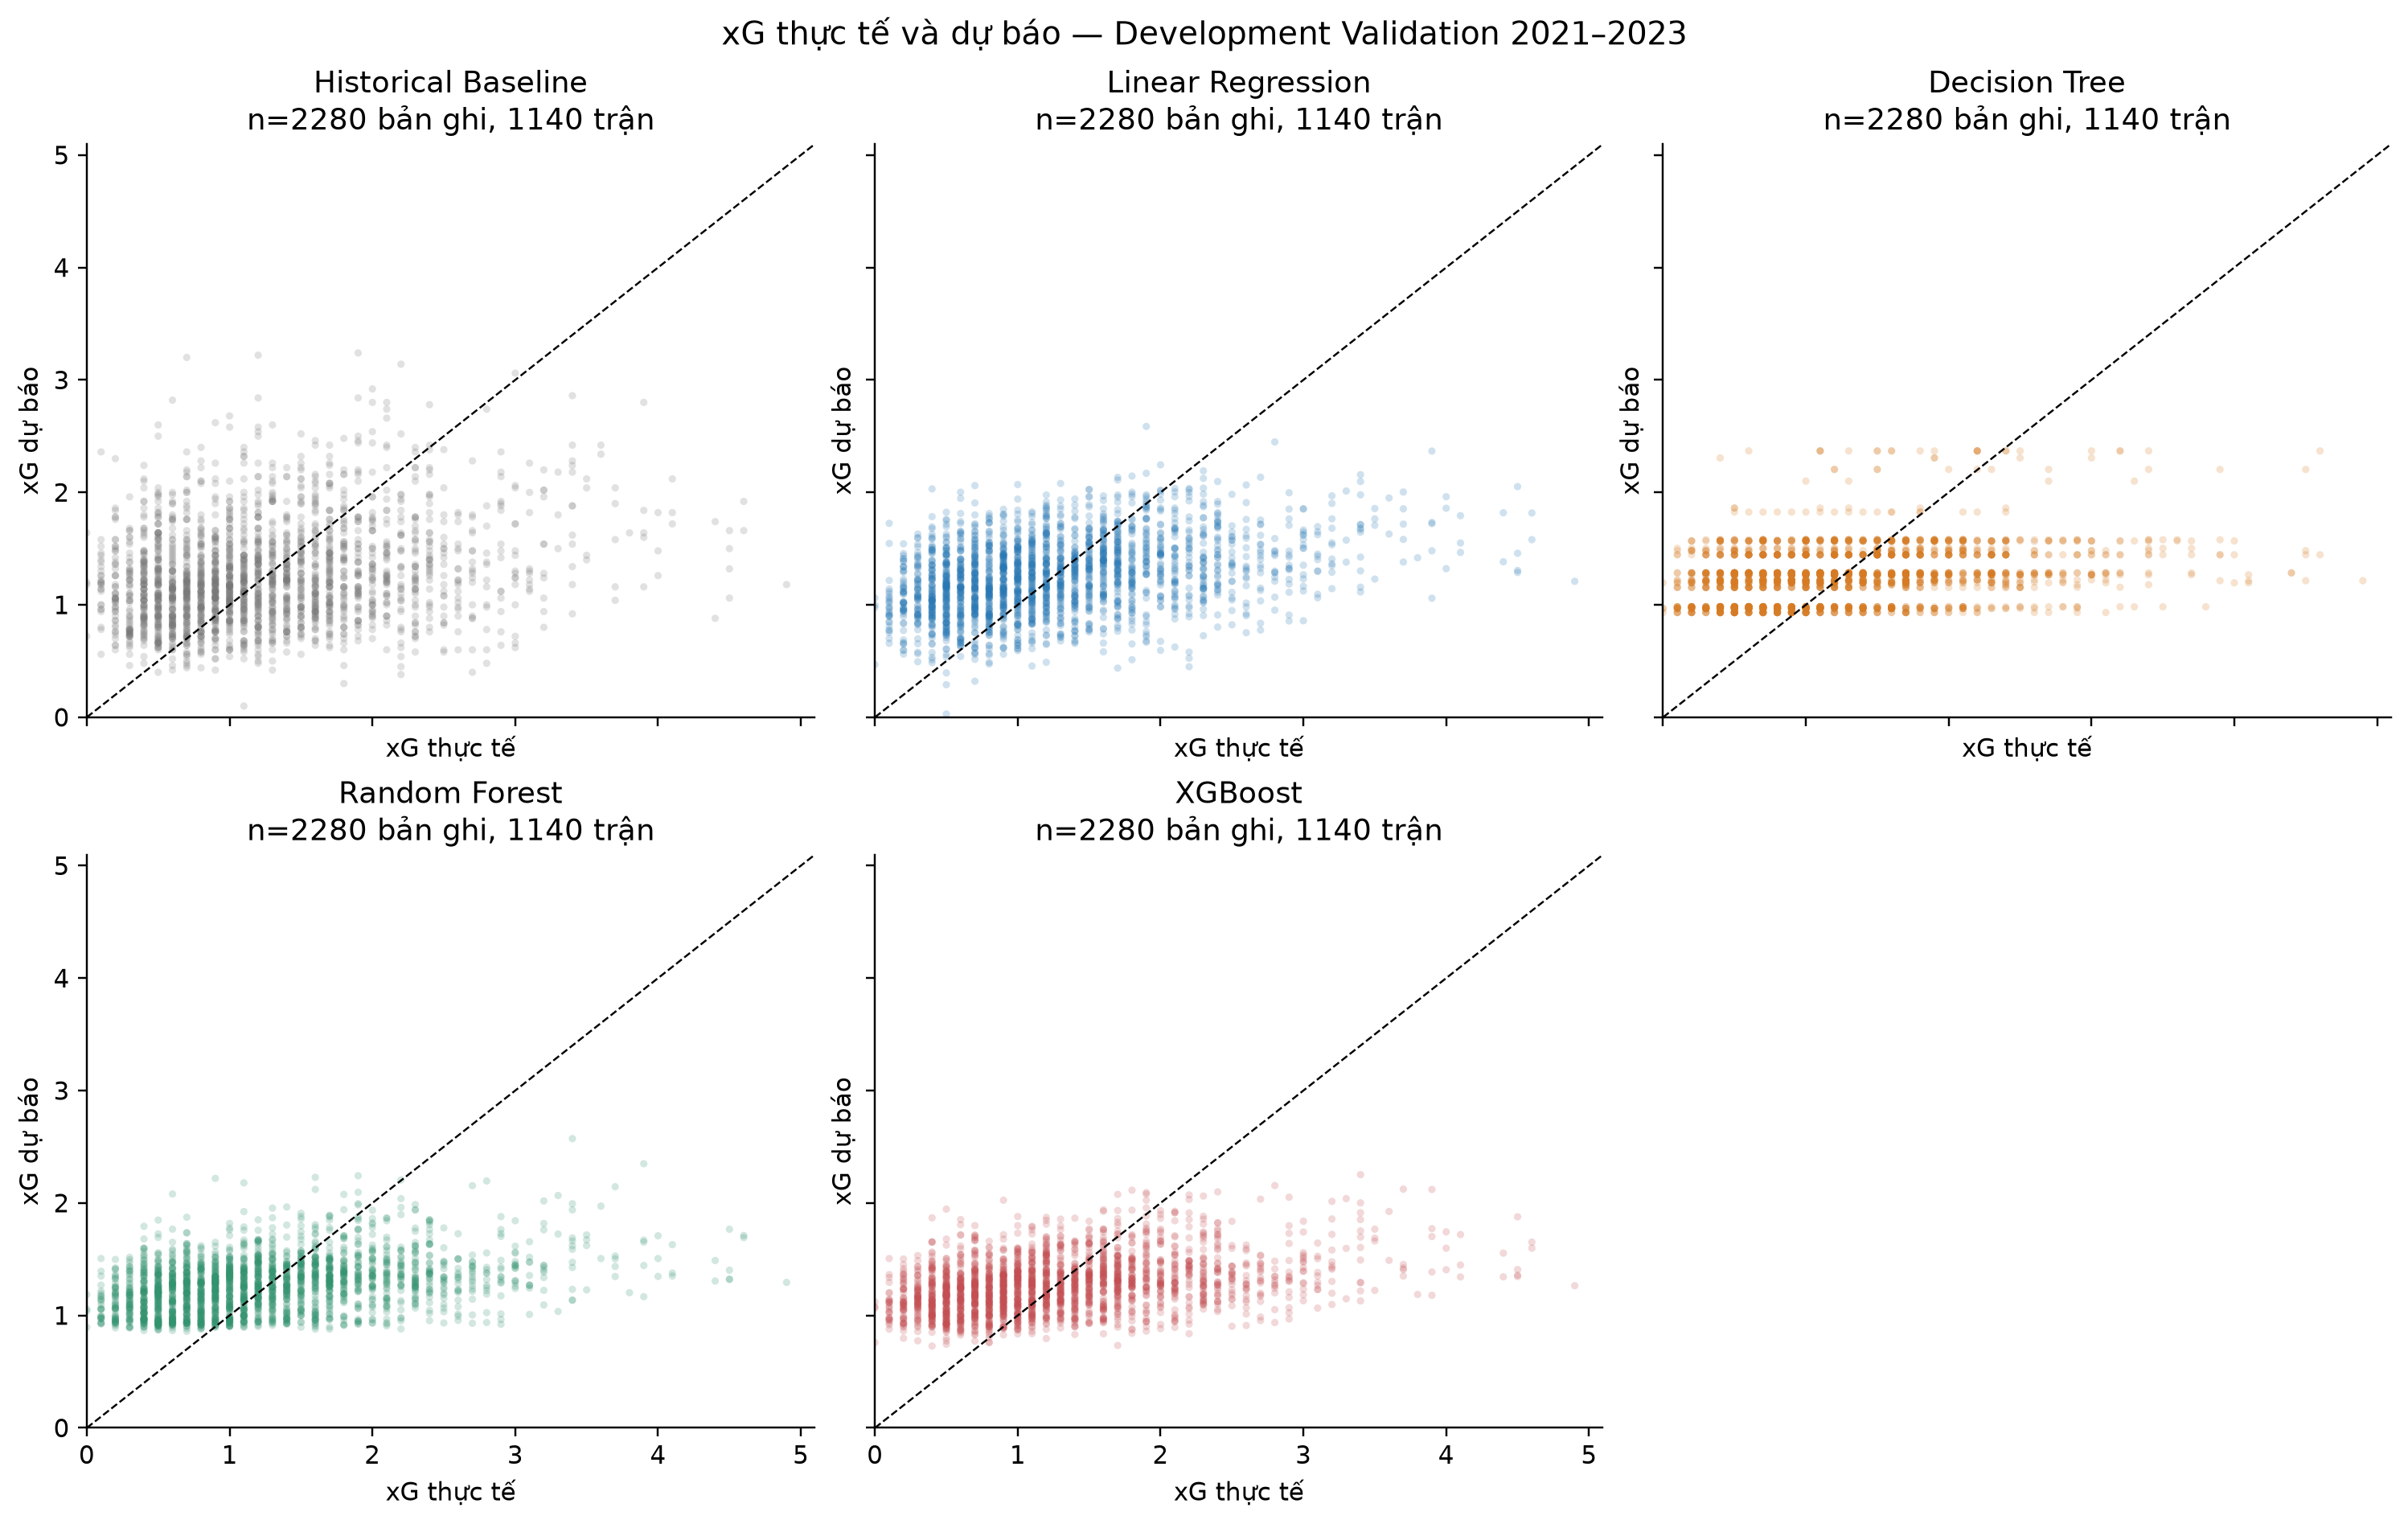 xG thực tế và dự báo — Development Validation 2021–2023
Historical Baseline
n=2280 bản ghi, 1140 trận
5
4
3
2
1
0
xG dự báo
xG thực tế
Linear Regression
n=2280 bản ghi, 1140 trận
xG dự báo
xG thực tế
Decision Tree
n=2280 bản ghi, 1140 trận
xG dự báo
xG thực tế
Random Forest
n=2280 bản ghi, 1140 trận
5
4
3
2
1
0
xG dự báo
0 1 2 3 4 5
xG thực tế
XGBoost
n=2280 bản ghi, 1140 trận
xG dự báo
0 1 2 3 4 5
xG thực tế